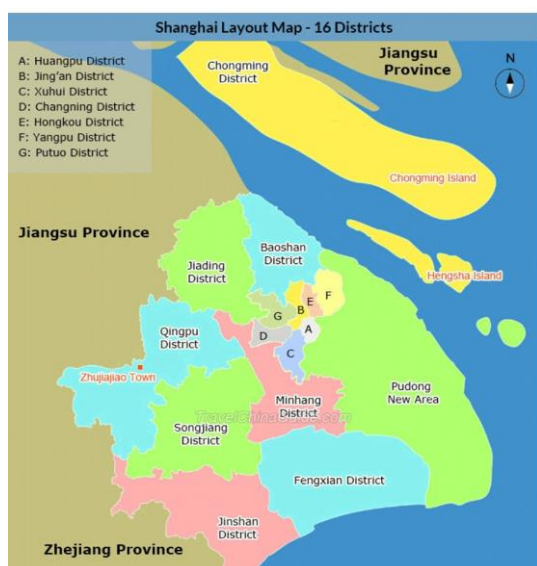 Shanghai Layout Map - 16 Districts
A: Huangpu District
B: Jing'an District
C: Xuhui District
D: Changning District
E: Hongkou District
F: Yangpu District
G: Putuo District
Chongming
District
Jiangsu
Province
N
Chongming Island
Jiangsu Province
Baoshan
District
Jiading
District
Hengsha Island
F
E
B
G
A
D
C
Qingpu
District
Zhujiajiao Town
Pudong
New Area
Minhang
District
TravelChinaGuide.com
Songjiang
District
Fengxian District
Jinshan
District
Zhejiang Province